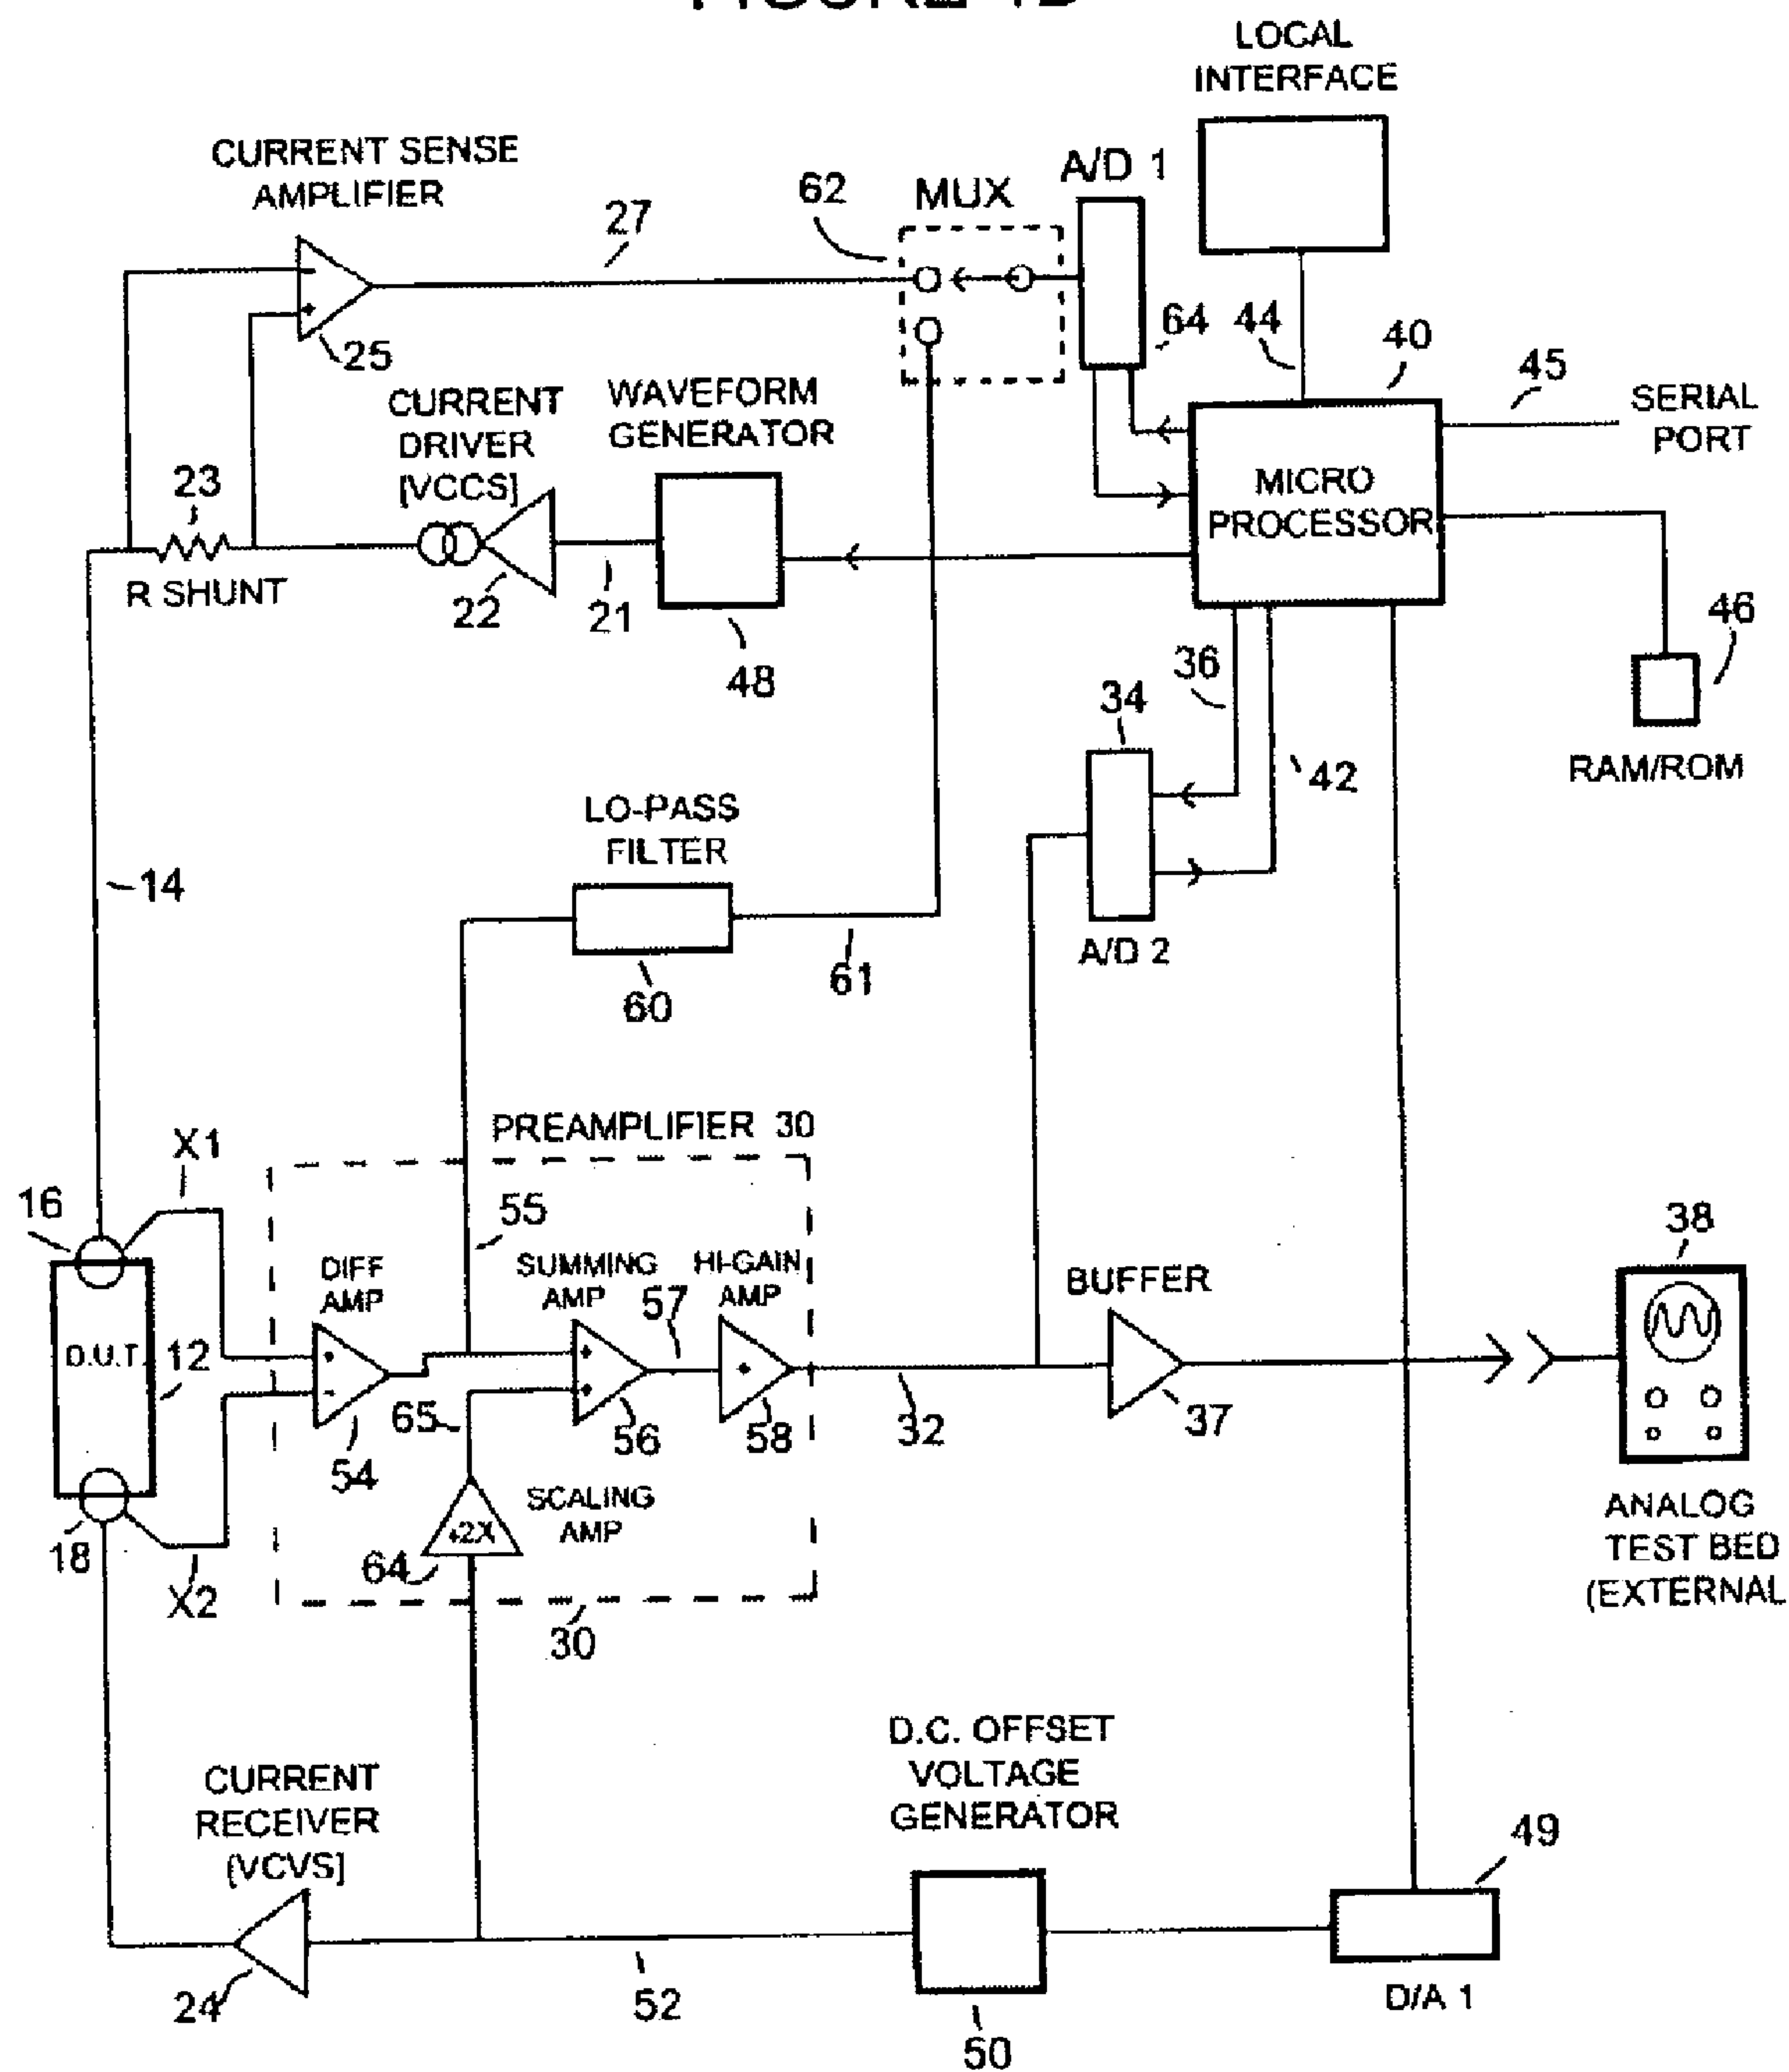 LOCAL
INTERFACE
CURRENT SENSE
AMPLIFIER
27
62
MUX
A/D 1
25
64
44
40
45
SERIAL
PORT
CURRENT
DRIVER
[VCCS]
WAVEFORM
GENERATOR
MICRO
PROCESSOR
23
R SHUNT
22
21
48
46
36
34
42
RAM/ROM
LO-PASS
FILTER
14
A/D 2
60
61
X1
PREAMPLIFIER 30
16
55
38
DIFF
AMP
SUMMING
AMP
57
HI-GAIN
AMP
BUFFER
D.U.T.
12
+
-
54
65
+
+
56
+
58
32
37
18
X2
64
SCALING
AMP
30
ANALOG
TEST BED
(EXTERNAL
D.C. OFFSET
VOLTAGE
GENERATOR
CURRENT
RECEIVER
[VCVS]
49
24
52
50
D/A 1